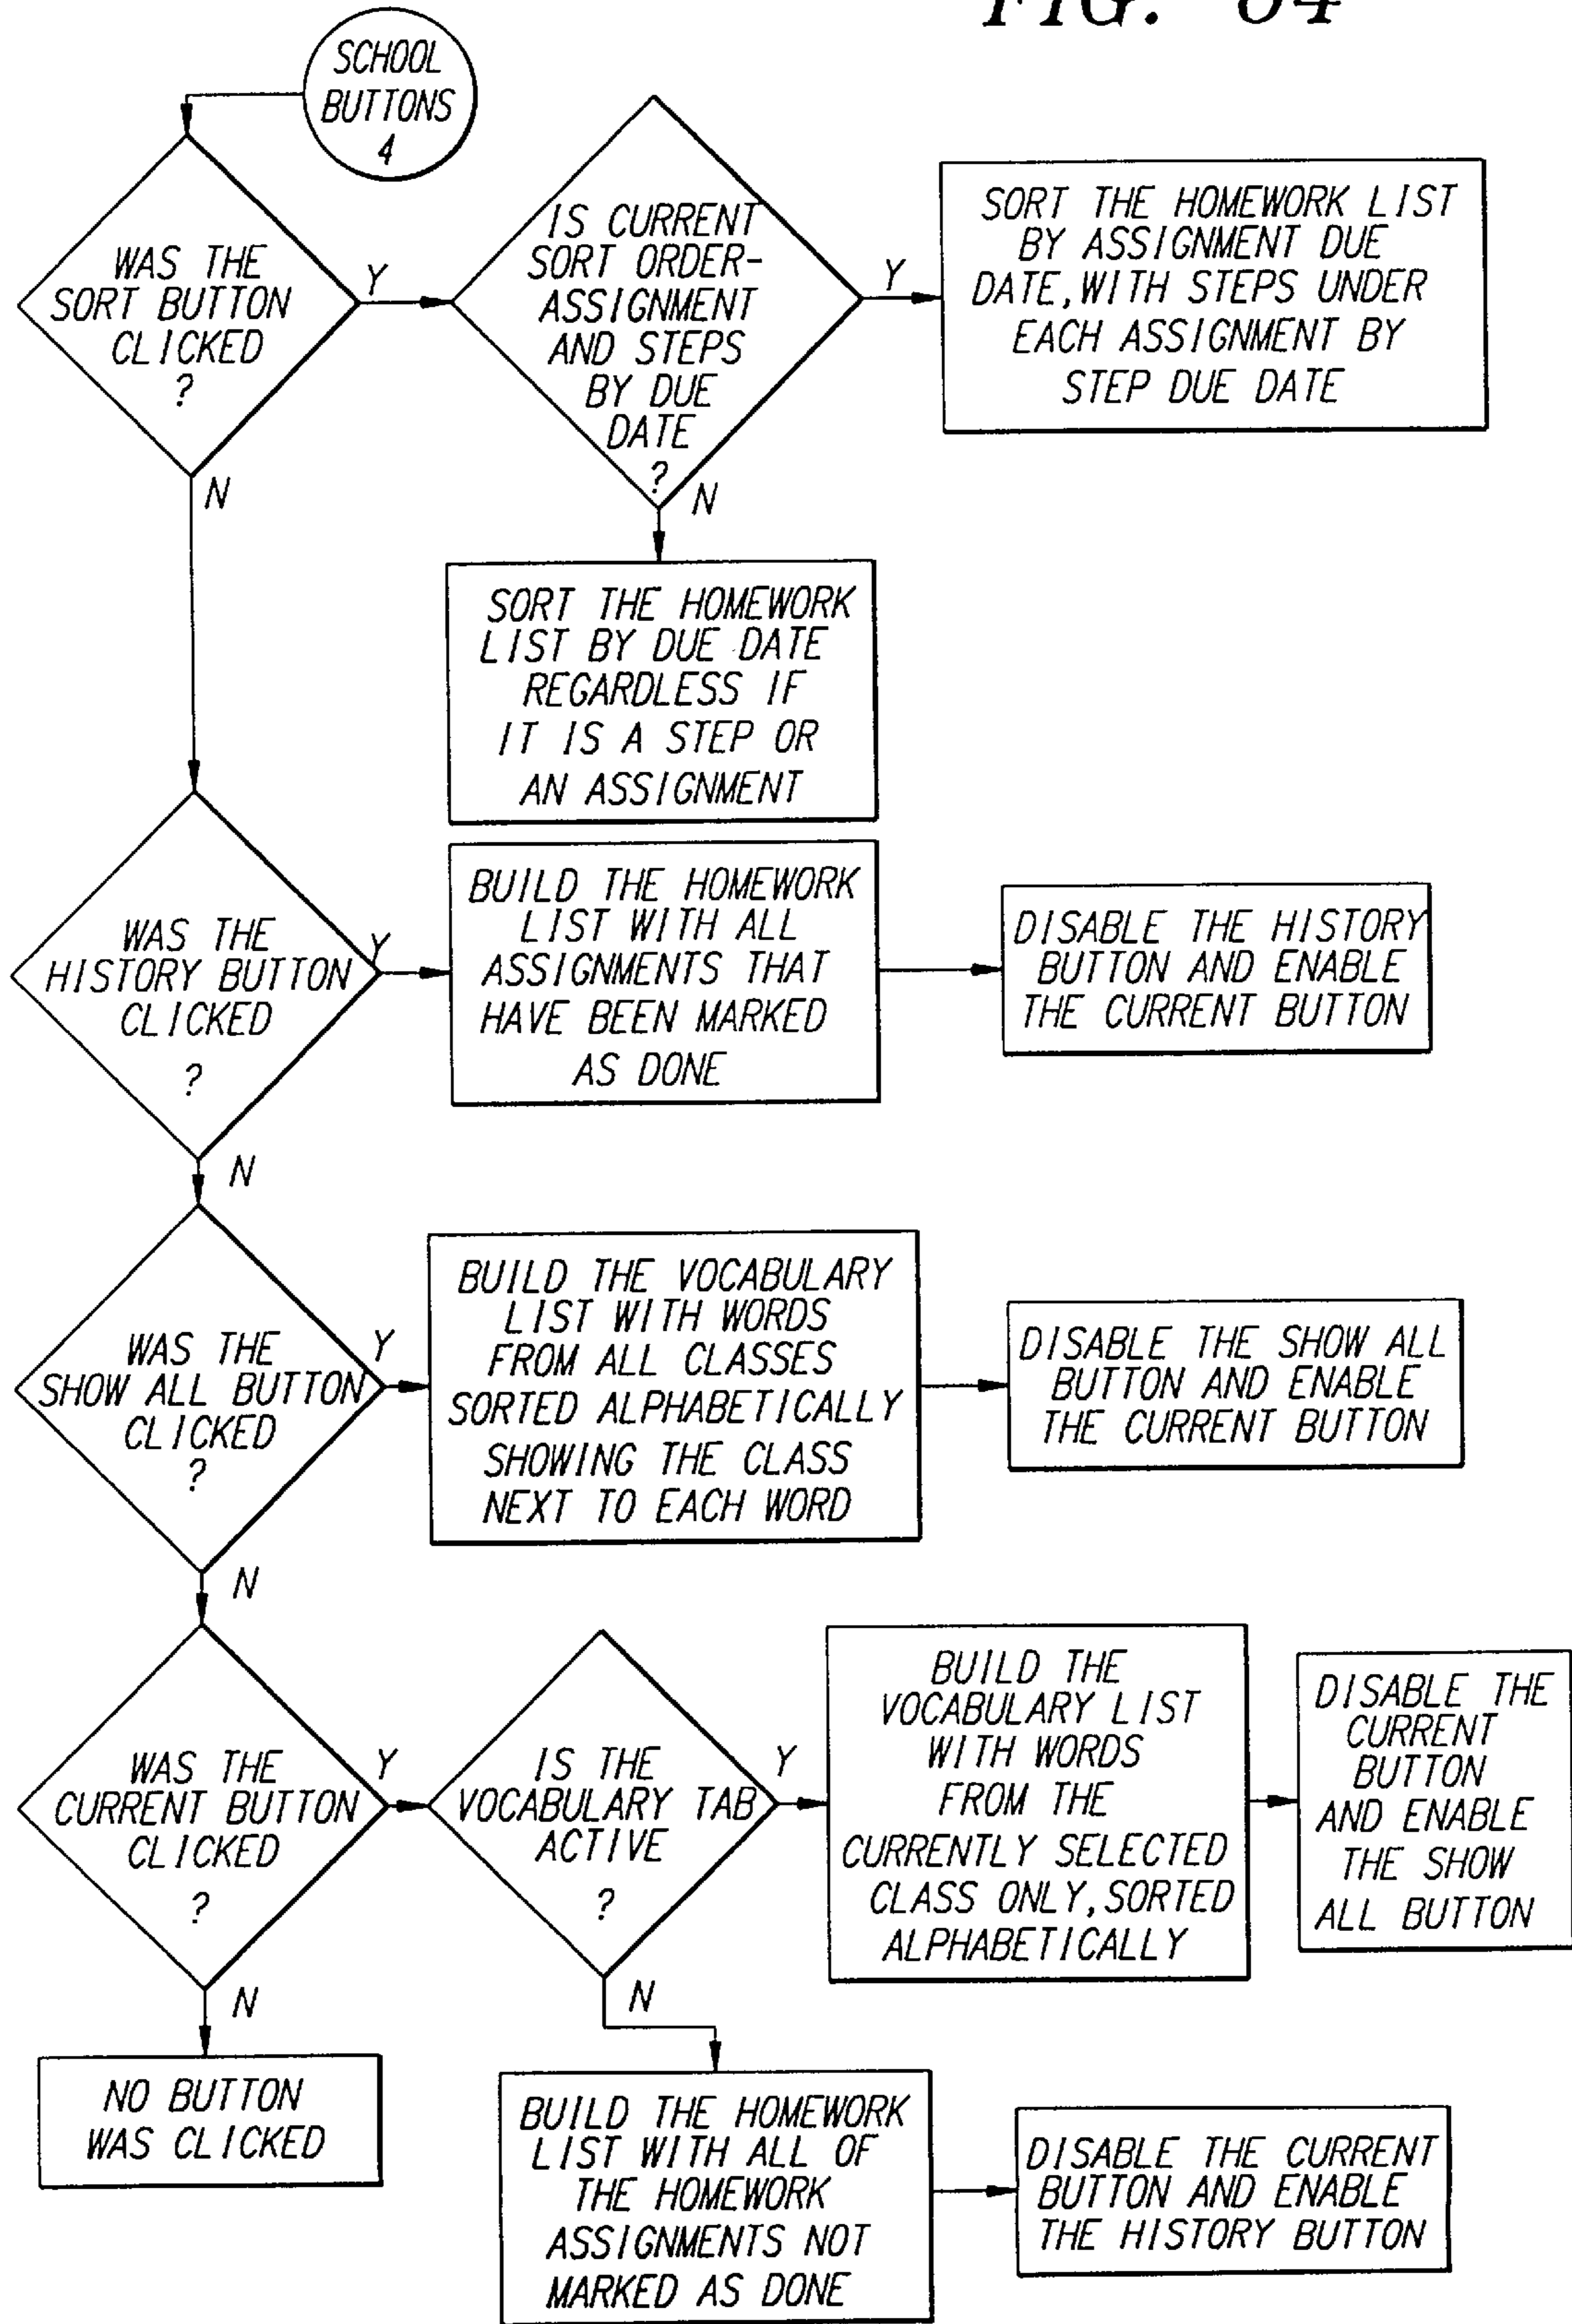 FIG. 64
SCHOOL
BUTTONS
4
WAS THE
SORT BUTTON
CLICKED
?
Y
N
IS CURRENT
SORT ORDER-
ASSIGNMENT
AND STEPS
BY DUE
DATE
?
Y
N
SORT THE HOMEWORK LIST
BY ASSIGNMENT DUE
DATE, WITH STEPS UNDER
EACH ASSIGNMENT BY
STEP DUE DATE
SORT THE HOMEWORK
LIST BY DUE DATE
REGARDLESS IF
IT IS A STEP OR
AN ASSIGNMENT
WAS THE
HISTORY BUTTON
CLICKED
?
Y
N
BUILD THE HOMEWORK
LIST WITH ALL
ASSIGNMENTS THAT
HAVE BEEN MARKED
AS DONE
DISABLE THE HISTORY
BUTTON AND ENABLE
THE CURRENT BUTTON
WAS THE
SHOW ALL BUTTON
CLICKED
?
Y
N
BUILD THE VOCABULARY
LIST WITH WORDS
FROM ALL CLASSES
SORTED ALPHABETICALLY
SHOWING THE CLASS
NEXT TO EACH WORD
DISABLE THE SHOW ALL
BUTTON AND ENABLE
THE CURRENT BUTTON
WAS THE
CURRENT BUTTON
CLICKED
?
Y
N
IS THE
VOCABULARY TAB
ACTIVE
?
Y
N
BUILD THE
VOCABULARY LIST
WITH WORDS
FROM THE
CURRENTLY SELECTED
CLASS ONLY, SORTED
ALPHABETICALLY
DISABLE THE
CURRENT
BUTTON
AND ENABLE
THE SHOW
ALL BUTTON
NO BUTTON
WAS CLICKED
BUILD THE HOMEWORK
LIST WITH ALL OF
THE HOMEWORK
ASSIGNMENTS NOT
MARKED AS DONE
DISABLE THE CURRENT
BUTTON AND ENABLE
THE HISTORY BUTTON